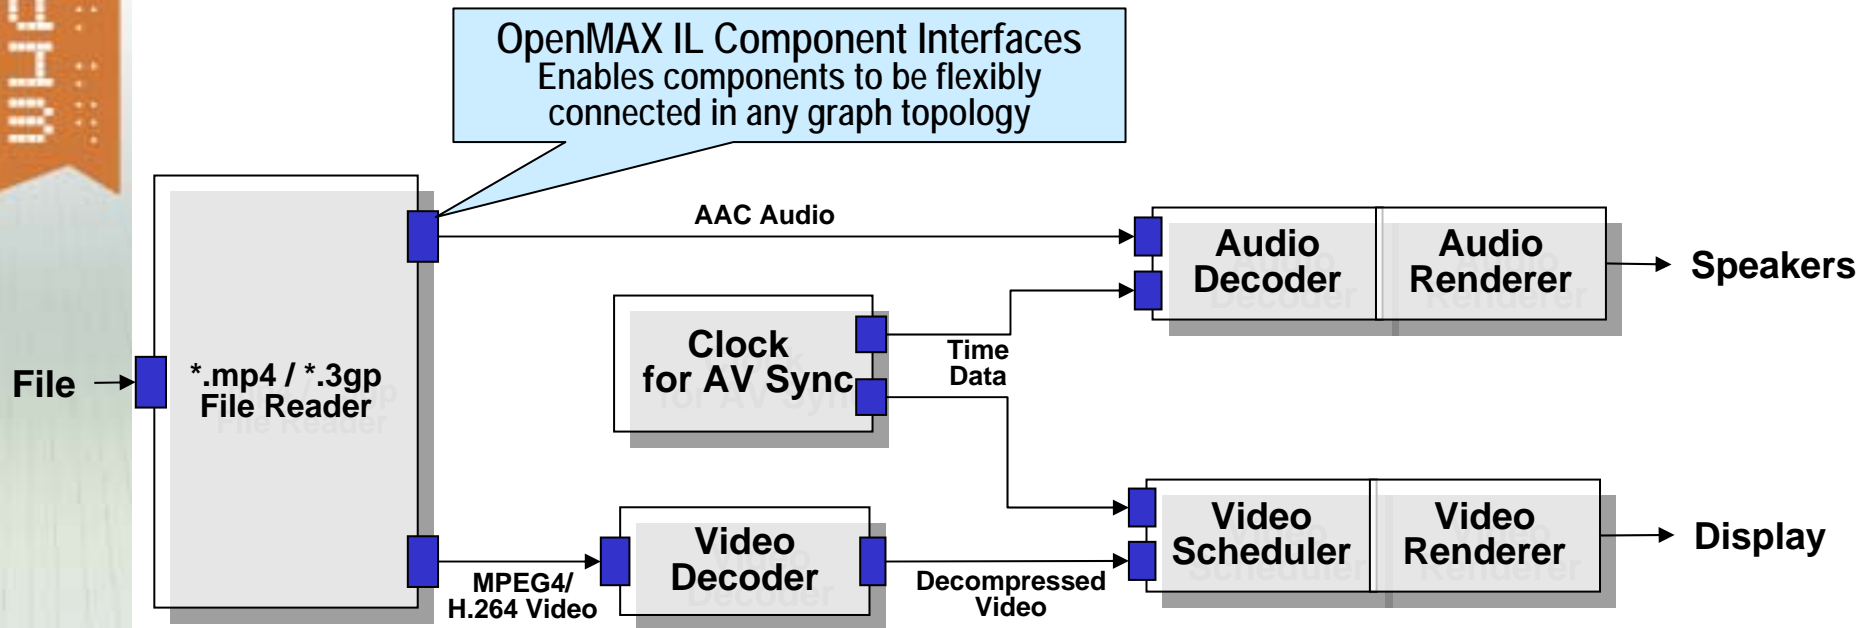 OpenMAX IL Component Interfaces
Enables components to be flexibly
connected in any graph topology
AAC Audio
Audio
Decoder
Audio
Renderer
Speakers
Clock
for AV Sync
Time
Data
File
*.mp4 / *.3gp
File Reader
Video
Decoder
MPEG4/
H.264 Video
Decompressed
Video
Video
Scheduler
Video
Renderer
Display